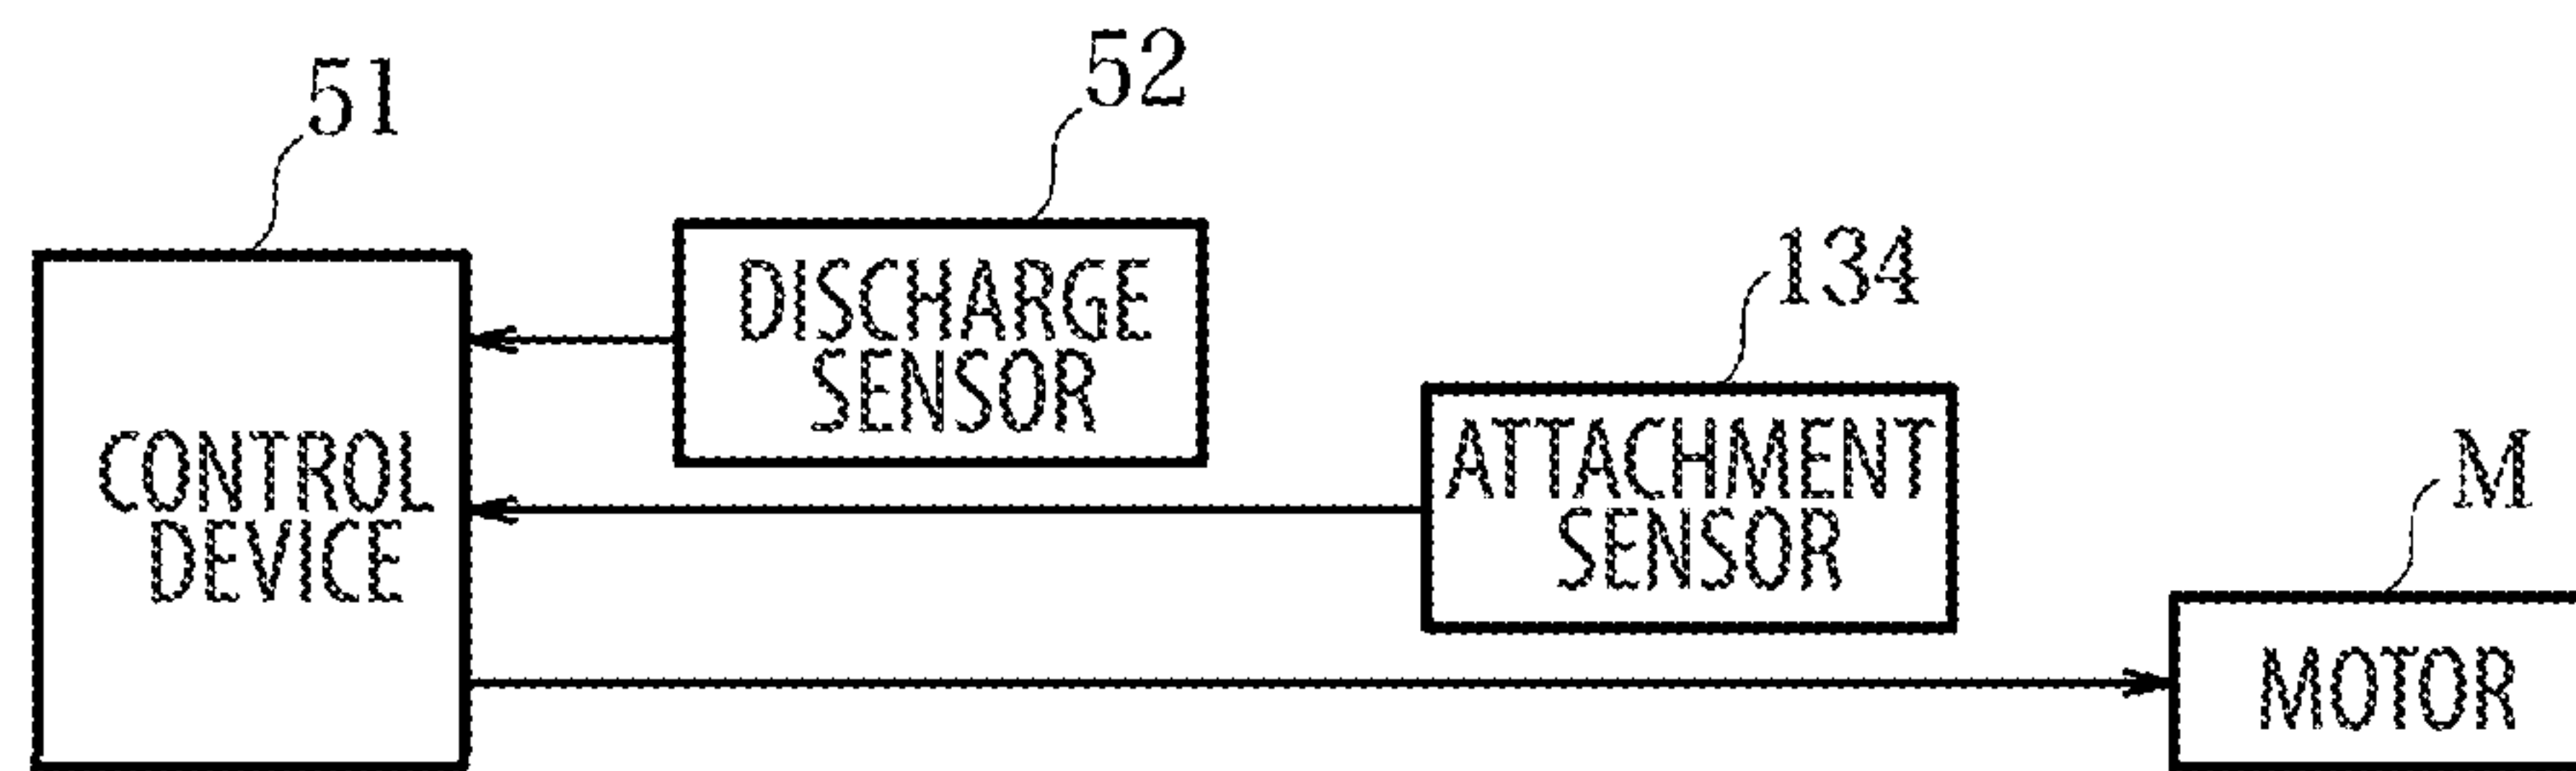 51
52
134
M
CONTROL
DEVICE
DISCHARGE
SENSOR
ATTACHMENT
SENSOR
MOTOR